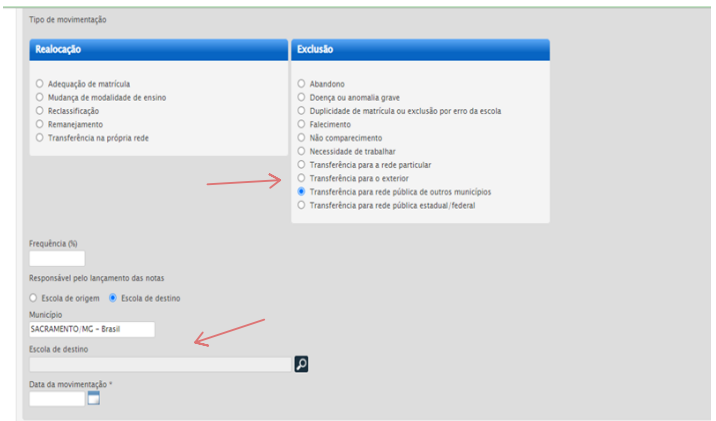 Tipo de movimentação
Realocação
Adequação de matrícula
Mudança de modalidade de ensino
Reclassificação
Remanejamento
Transferência na própria rede
Exclusão
Abandono
Doença ou anomalia grave
Duplicidade de matrícula ou exclusão por erro da escola
Falecimento
Não comparecimento
Necessidade de trabalhar
Transferência para a rede particular
Transferência para o exterior
Transferência para rede pública de outros municípios
Transferência para rede pública estadual/federal
Frequência (%)
Responsável pelo lançamento das notas
Escola de origem Escola de destino
Município
SACRAMENTO/MG - Brasil
Escola de destino
Data da movimentação *